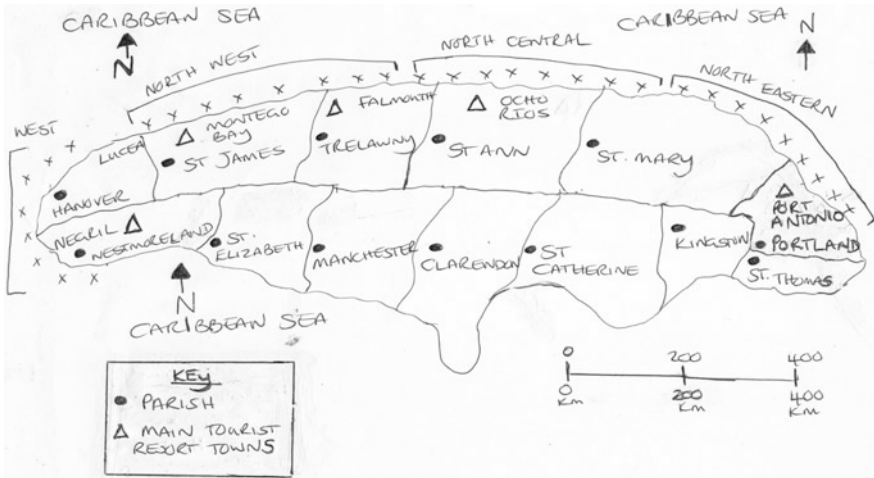 CARIBBEAN SEA
N
CARIBBEAN SEA
N
NORTH WEST
NORTH CENTRAL
NORTH EASTERN
WEST
LUCEA
HANOVER
MONTEGO
BAY
ST JAMES
FALMOUTH
TRELAWNY
OCHO
RIOS
ST ANN
ST. MARY
PORT
ANTONIO
PORTLAND
NEGRIL
WESTMORELAND
ST.
ELIZABETH
MANCHESTER
CLARENDON
ST
CATHERINE
KINGSTON
ST. THOMAS
N
CARIBBEAN SEA
KEY
PARISH
MAIN TOURIST
RESORT TOWNS
0 200 400
0 200 400
Km KM KM